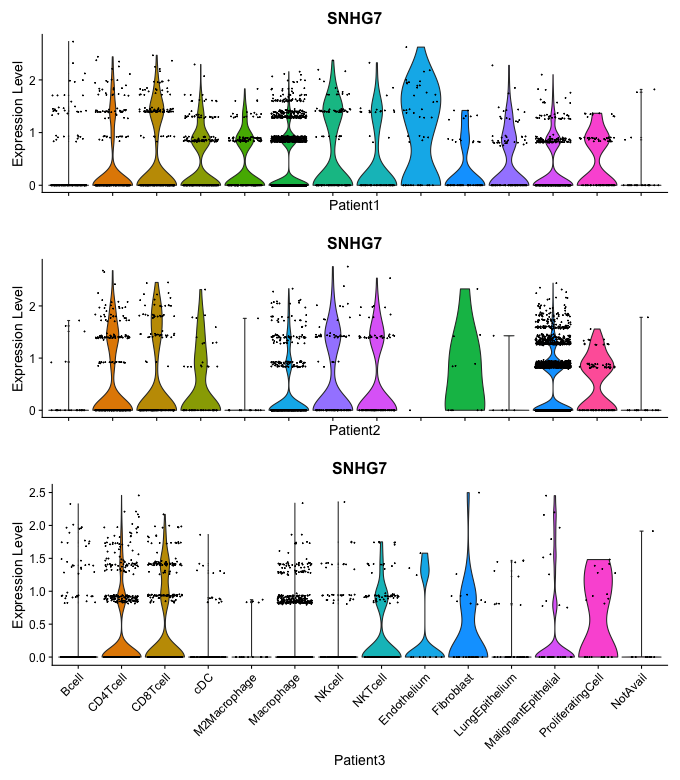 SNHG7
Expression Level
2
1
0
Patient1
SNHG7
Expression Level
2
1
0
Patient2
SNHG7
Expression Level
2.5
2.0
1.5
1.0
0.5
0.0
Bcell
CD4Tcell
CD8Tcell
cDC
M2Macrophage
Macrophage
NKcell
NKTcell
Endothelium
Fibroblast
LungEpithelium
MalignantEpithelial
ProliferatingCell
NotAvail
Patient3